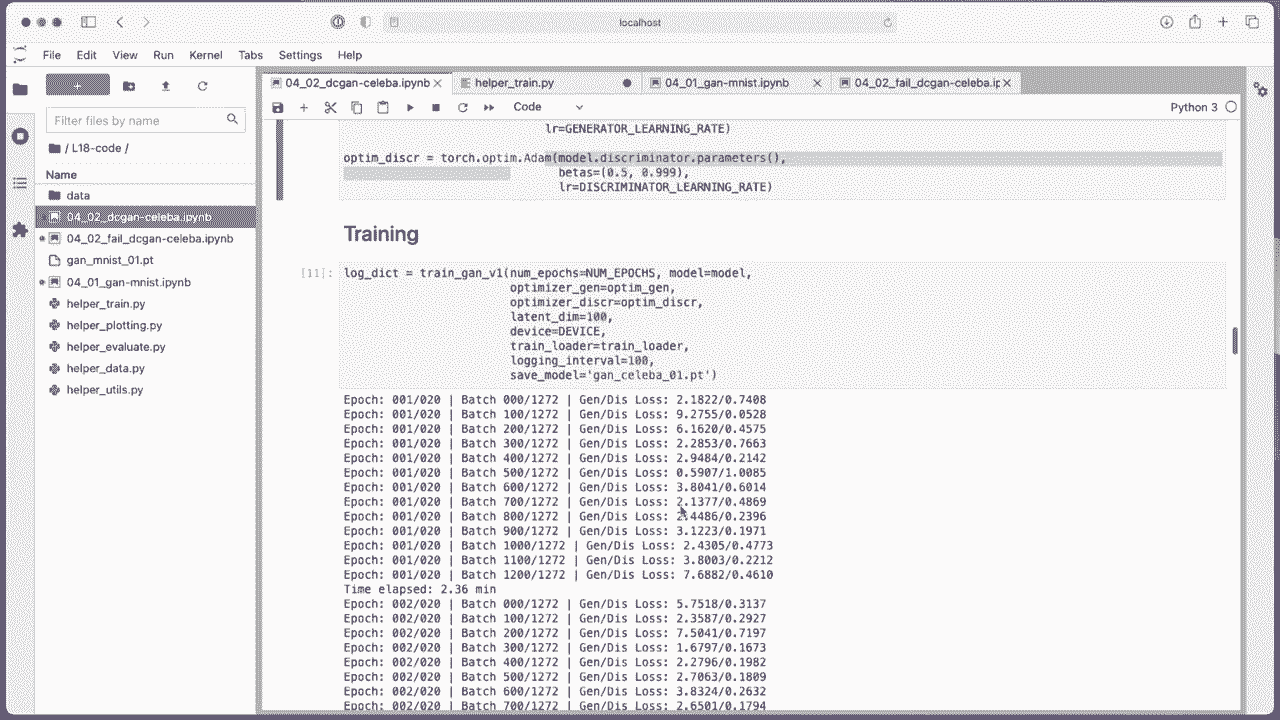 localhost
File Edit View Run Kernel Tabs Settings Help
04_02_dcgan-celeba.ipynb helper_train.py 04_01_gan-mnist.ipynb 04_02_fail_dcgan-celeba.ip
Code Python 3
Filter files by name
/ L18-code /
Name
data
04_02_dcgan-celeba.ipynb
04_02_fail_dcgan-celeba.ipynb
gan_mnist_01.pt
04_01_gan-mnist.ipynb
helper_train.py
helper_plotting.py
helper_evaluate.py
helper_data.py
helper_utils.py
lr=GENERATOR_LEARNING_RATE)
optim_discr = torch.optim.Adam(model.discriminator.parameters(),
betas=(0.5, 0.999),
lr=DISCRIMINATOR_LEARNING_RATE)
Training
[11]: log_dict = train_gan_v1(num_epochs=NUM_EPOCHS, model=model,
optimizer_gen=optim_gen,
optimizer_discr=optim_discr,
latent_dim=100,
device=DEVICE,
train_loader=train_loader,
logging_interval=100,
save_model='gan_celeba_01.pt')
Epoch: 001/020 | Batch 000/1272 | Gen/Dis Loss: 2.1822/0.7408
Epoch: 001/020 | Batch 100/1272 | Gen/Dis Loss: 9.2755/0.0528
Epoch: 001/020 | Batch 200/1272 | Gen/Dis Loss: 6.1620/0.4575
Epoch: 001/020 | Batch 300/1272 | Gen/Dis Loss: 2.2853/0.7663
Epoch: 001/020 | Batch 400/1272 | Gen/Dis Loss: 2.9484/0.2142
Epoch: 001/020 | Batch 500/1272 | Gen/Dis Loss: 0.5907/1.0085
Epoch: 001/020 | Batch 600/1272 | Gen/Dis Loss: 3.8041/0.6014
Epoch: 001/020 | Batch 700/1272 | Gen/Dis Loss: 2.1377/0.4869
Epoch: 001/020 | Batch 800/1272 | Gen/Dis Loss: 2.4486/0.2396
Epoch: 001/020 | Batch 900/1272 | Gen/Dis Loss: 3.1223/0.1971
Epoch: 001/020 | Batch 1000/1272 | Gen/Dis Loss: 2.4305/0.4773
Epoch: 001/020 | Batch 1100/1272 | Gen/Dis Loss: 3.8003/0.2212
Epoch: 001/020 | Batch 1200/1272 | Gen/Dis Loss: 7.6882/0.4610
Time elapsed: 2.36 min
Epoch: 002/020 | Batch 000/1272 | Gen/Dis Loss: 5.7518/0.3137
Epoch: 002/020 | Batch 100/1272 | Gen/Dis Loss: 2.3587/0.2927
Epoch: 002/020 | Batch 200/1272 | Gen/Dis Loss: 7.5041/0.7197
Epoch: 002/020 | Batch 300/1272 | Gen/Dis Loss: 1.6797/0.1673
Epoch: 002/020 | Batch 400/1272 | Gen/Dis Loss: 2.2796/0.1982
Epoch: 002/020 | Batch 500/1272 | Gen/Dis Loss: 2.7063/0.1809
Epoch: 002/020 | Batch 600/1272 | Gen/Dis Loss: 3.8324/0.2632
Epoch: 002/020 | Batch 700/1272 | Gen/Dis Loss: 2.6501/0.1794